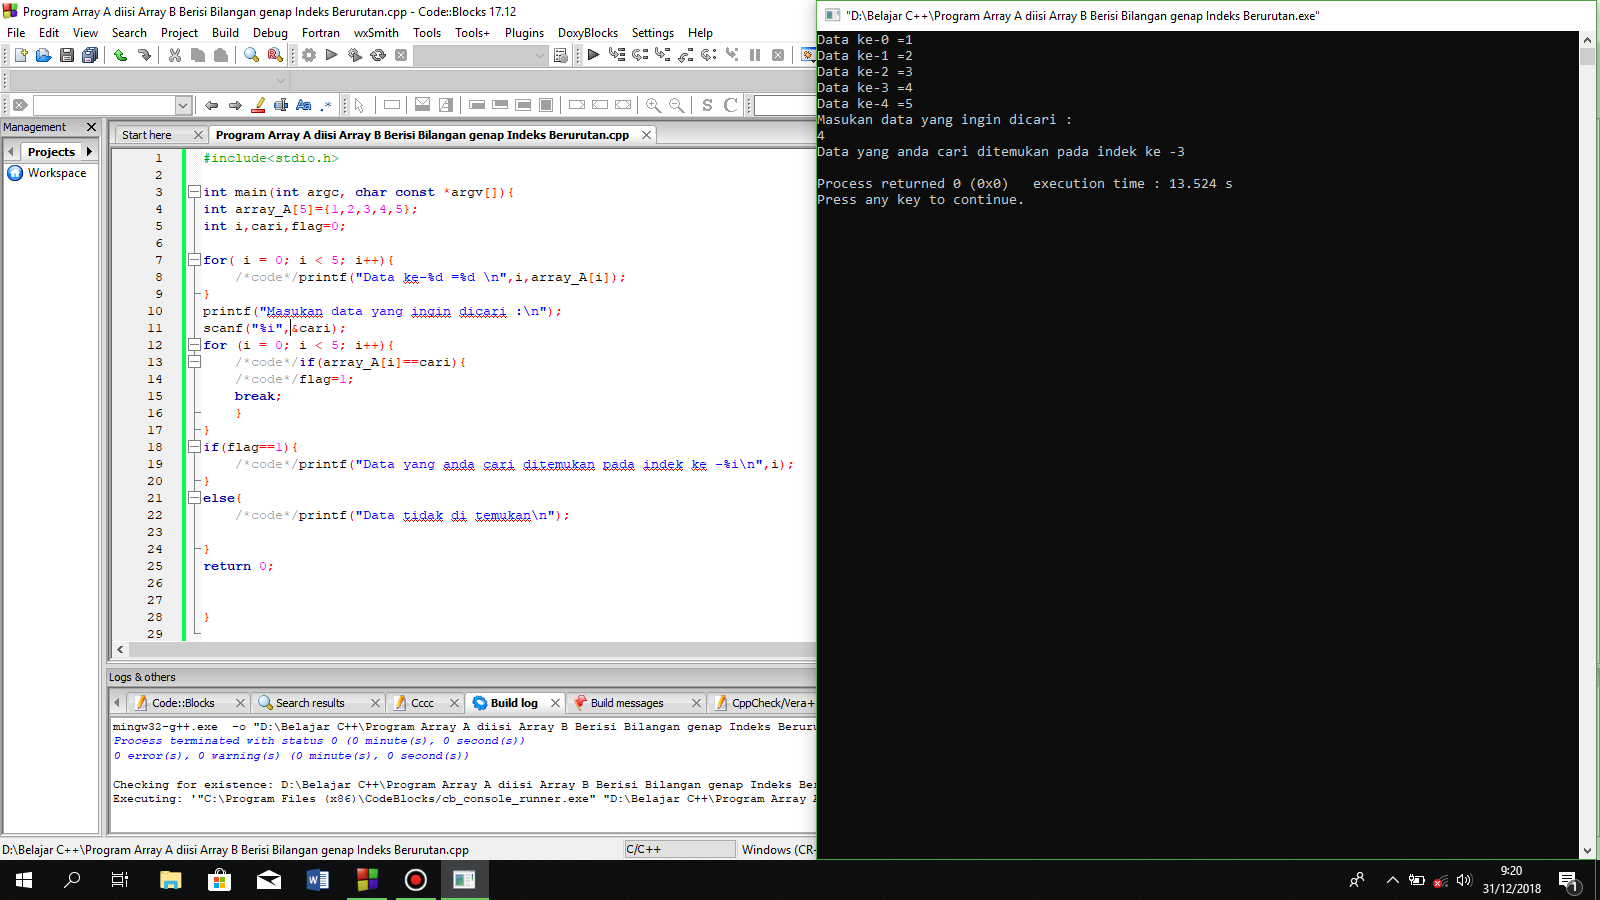 Program Array A diisi Array B Berisi Bilangan genap Indeks Berurutan.cpp - Code::Blocks 17.12
File Edit View Search Project Build Debug Fortran wxSmith Tools Tools+ Plugins DoxyBlocks Settings Help
Management
Projects
Workspace
Start here
Program Array A diisi Array B Berisi Bilangan genap Indeks Berurutan.cpp
1 #include<stdio.h>
2
3 int main(int argc, char const *argv[]){
4 int array_A[5]={1,2,3,4,5};
5 int i,cari,flag=0;
6
7 for( i = 0; i < 5; i++){
8 /*code*/printf("Data ke-%d =%d \n",i,array_A[i]);
9 }
10 printf("Masukan data yang ingin dicari :\n");
11 scanf("%i",&cari);
12 for (i = 0; i < 5; i++){
13 /*code*/if(array_A[i]==cari){
14 /*code*/flag=1;
15 break;
16 }
17 }
18 if(flag==1){
19 /*code*/printf("Data yang anda cari ditemukan pada indek ke -%i\n",i);
20 }
21 else{
22 /*code*/printf("Data tidak di temukan\n");
23
24 }
25 return 0;
26
27
28 }
29
Logs & others
Code::Blocks
Search results
Cccc
Build log
Build messages
CppCheck/Vera+
mingw32-g++.exe -o "D:\Belajar C++\Program Array A diisi Array B Berisi Bilangan genap Indeks Beruru
Process terminated with status 0 (0 minute(s), 0 second(s))
0 error(s), 0 warning(s) (0 minute(s), 0 second(s))
Checking for existence: D:\Belajar C++\Program Array A diisi Array B Berisi Bilangan genap Indeks Ber
Executing: '"C:\Program Files (x86)\CodeBlocks/cb_console_runner.exe" "D:\Belajar C++\Program Array A
D:\Belajar C++\Program Array A diisi Array B Berisi Bilangan genap Indeks Berurutan.cpp
C/C++
Windows (CR-
"D:\Belajar C++\Program Array A diisi Array B Berisi Bilangan genap Indeks Berurutan.exe"
Data ke-0 =1
Data ke-1 =2
Data ke-2 =3
Data ke-3 =4
Data ke-4 =5
Masukan data yang ingin dicari :
4
Data yang anda cari ditemukan pada indek ke -3
Process returned 0 (0x0) execution time : 13.524 s
Press any key to continue.
9:20
31/12/2018
1